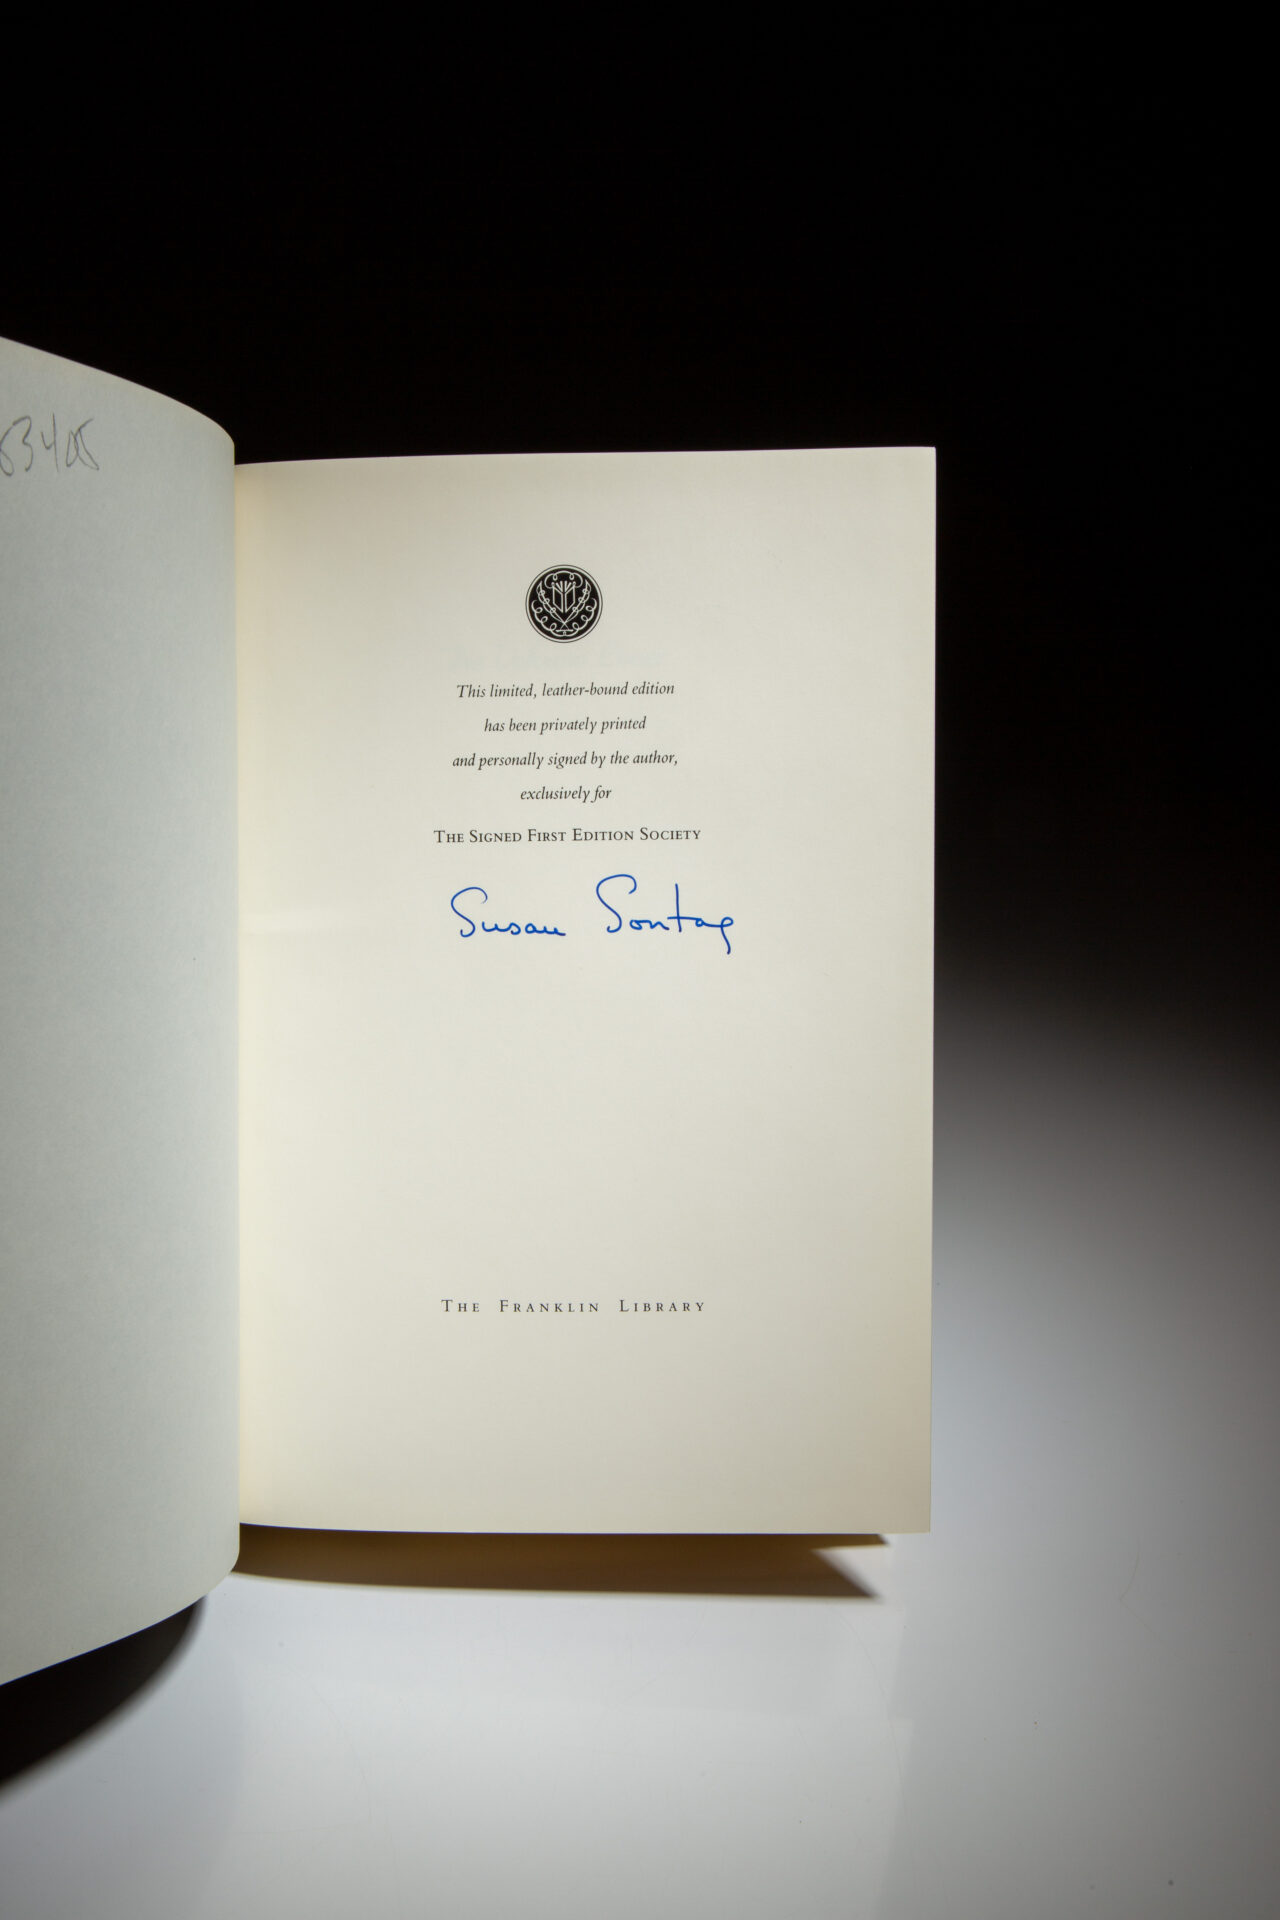 53405
This limited, leather-bound edition
has been privately printed
and personally signed by the author,
exclusively for
THE SIGNED FIRST EDITION SOCIETY
Susan Sontag
THE FRANKLIN LIBRARY